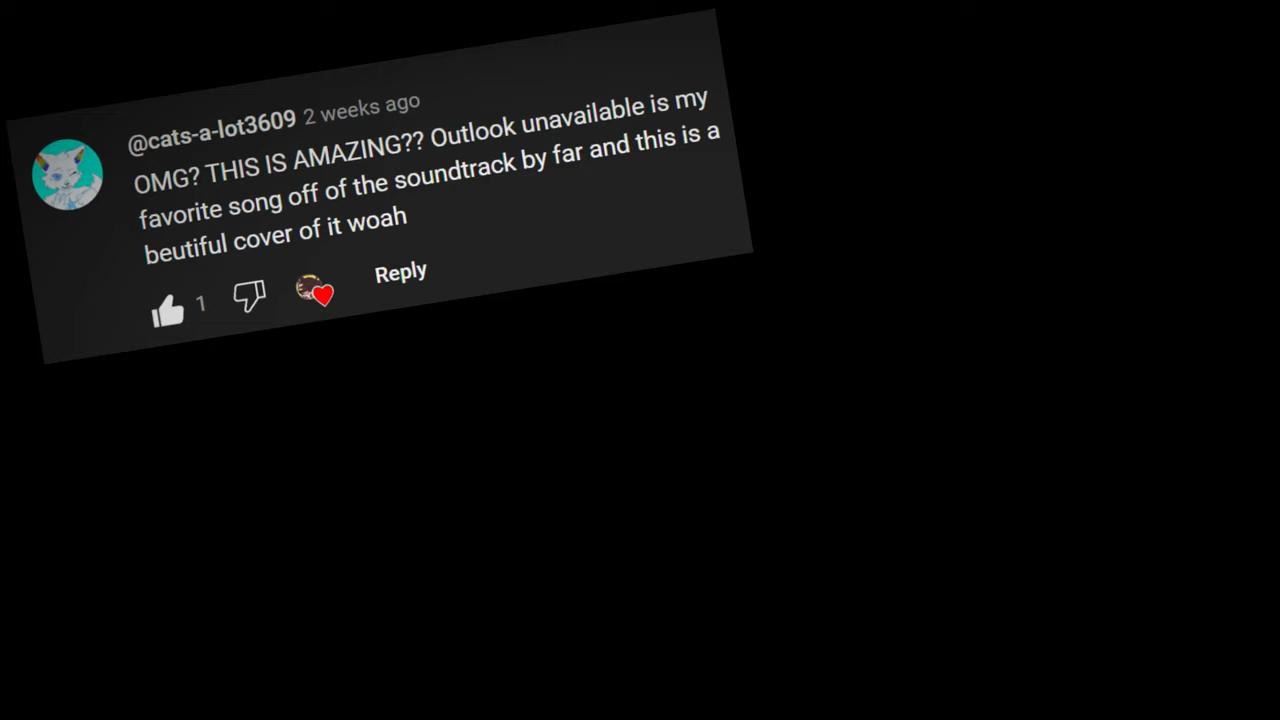 @cats-a-lot3609 2 weeks ago
OMG? THIS IS AMAZING?? Outlook unavailable is my
favorite song off of the soundtrack by far and this is a
beutiful cover of it woah
1
Reply